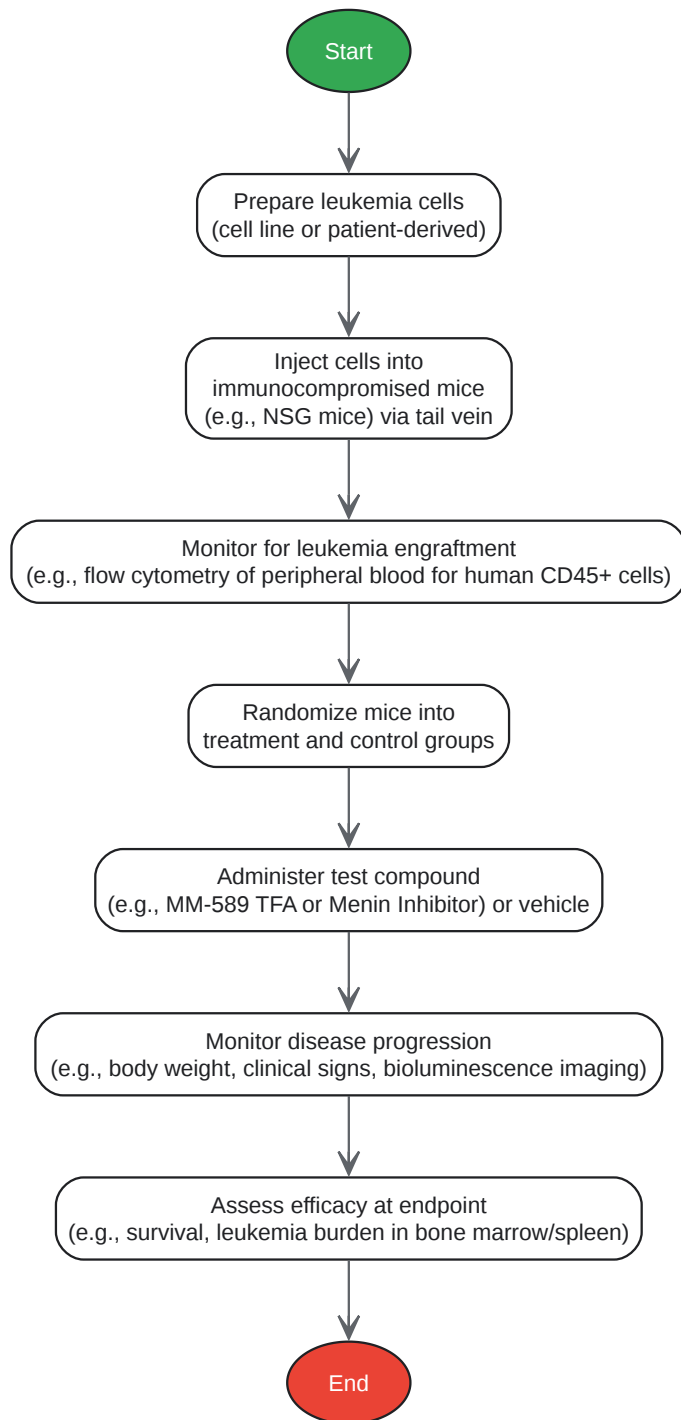 Start
Prepare leukemia cells
(cell line or patient-derived)
Inject cells into
immunocompromised mice
(e.g., NSG mice) via tail vein
Monitor for leukemia engraftment
(e.g., flow cytometry of peripheral blood for human CD45+ cells)
Randomize mice into
treatment and control groups
Administer test compound
(e.g., MM-589 TFA or Menin Inhibitor) or vehicle
Monitor disease progression
(e.g., body weight, clinical signs, bioluminescence imaging)
Assess efficacy at endpoint
(e.g., survival, leukemia burden in bone marrow/spleen)
End